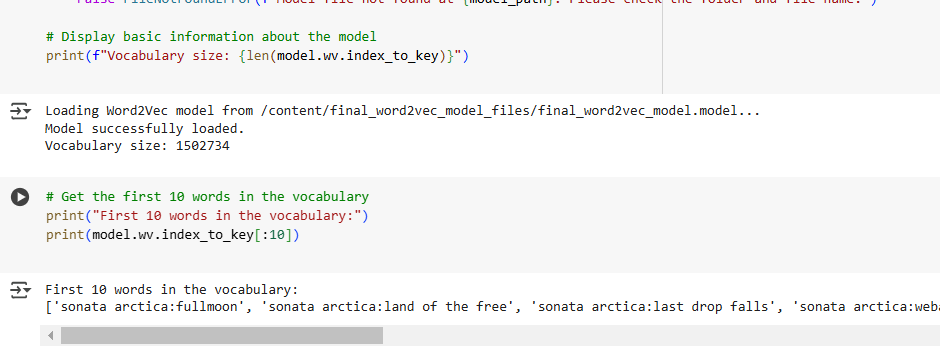 # Display basic information about the model
print(f"Vocabulary size: {len(model.wv.index_to_key)}")
Loading Word2Vec model from /content/final_word2vec_model_files/final_word2vec_model.model...
Model successfully loaded.
Vocabulary size: 1502734
# Get the first 10 words in the vocabulary
print("First 10 words in the vocabulary:")
print(model.wv.index_to_key[:10])
First 10 words in the vocabulary:
['sonata arctica:fullmoon', 'sonata arctica:land of the free', 'sonata arctica:last drop falls', 'sonata arctica: